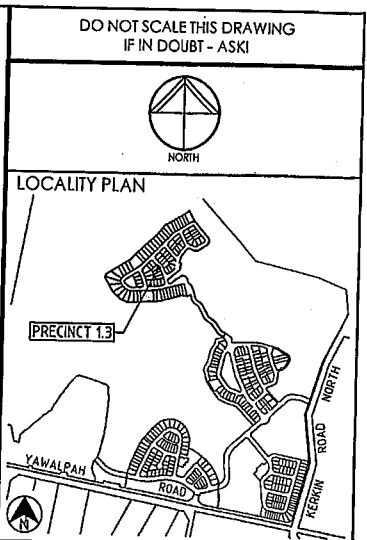 DO NOT SCALE THIS DRAWING
IF IN DOUBT - ASK!
NORTH
LOCALITY PLAN
PRECINCT 1.3
YAWALPAH ROAD
KERKIN ROAD NORTH
N